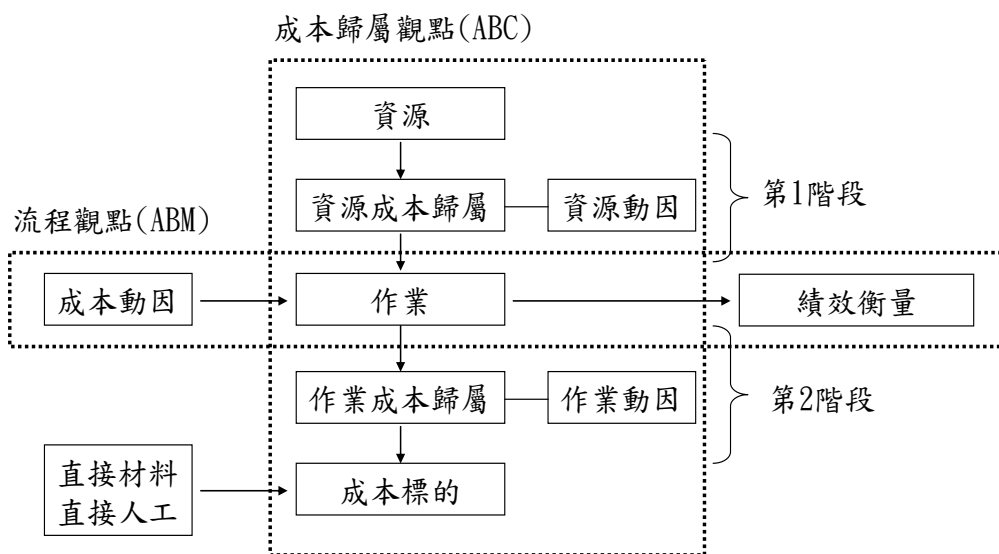 成本歸屬觀點(ABC)
資源
第1階段
資源成本歸屬
資源動因
流程觀點(ABM)
成本動因
作業
績效衡量
作業成本歸屬
作業動因
第2階段
直接材料
直接人工
成本標的